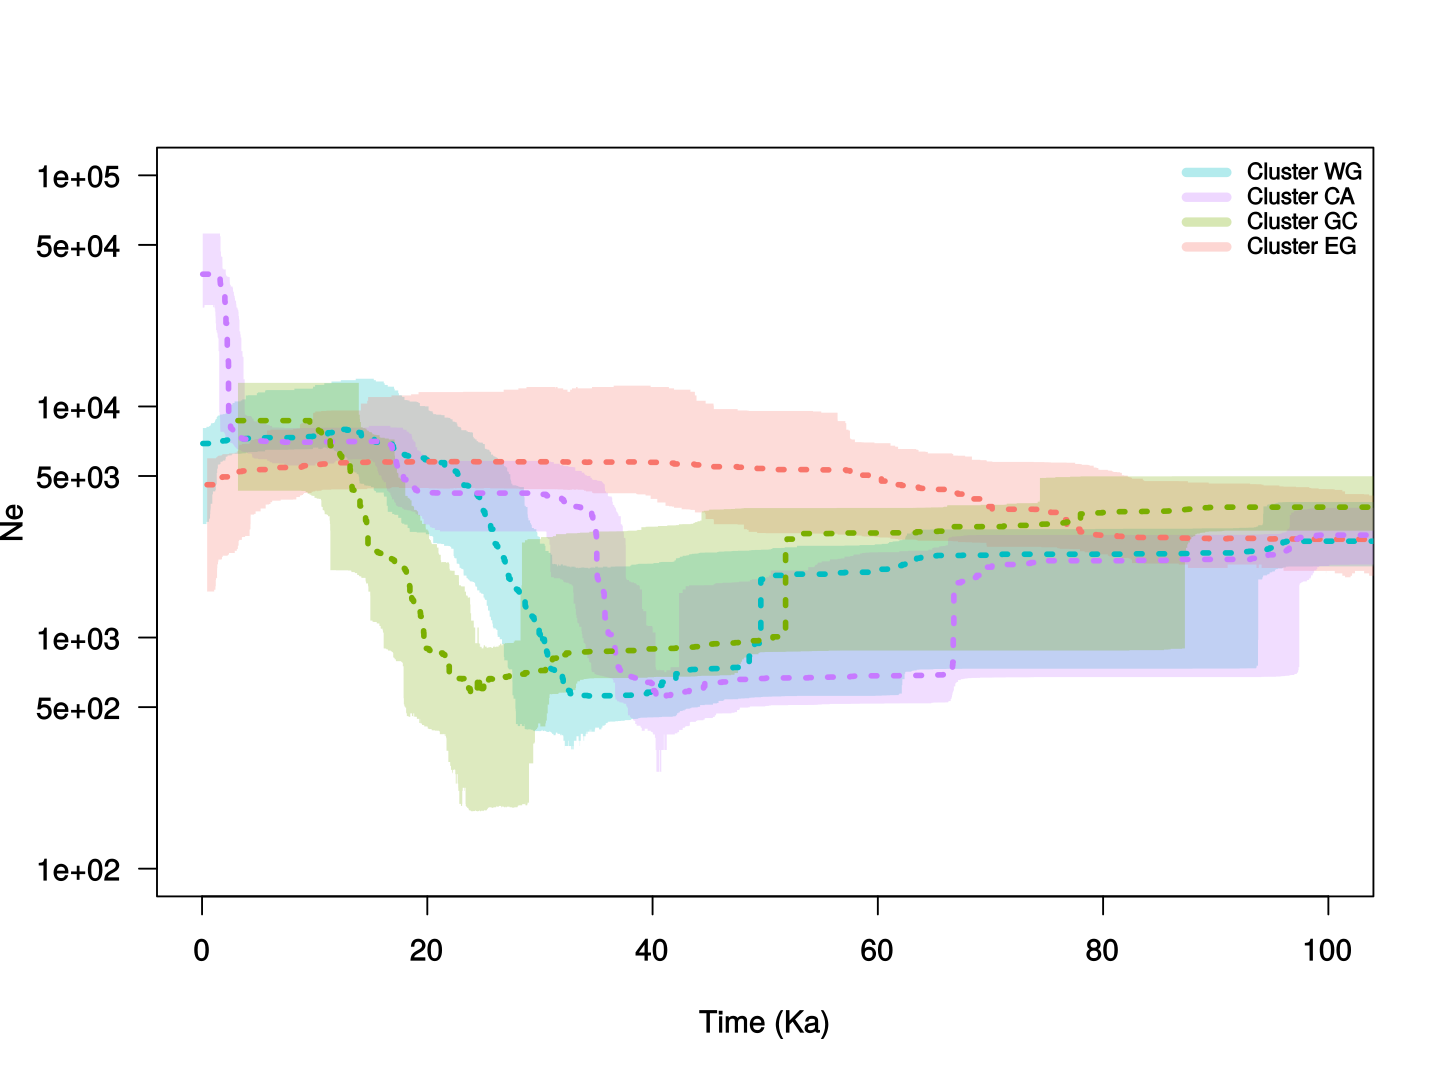 1e+05
5e+04
1e+04
5e+03
1e+03
5e+02
1e+02
Ne
Cluster WG
Cluster CA
Cluster GC
Cluster EG
0 20 40 60 80 100
Time (Ka)